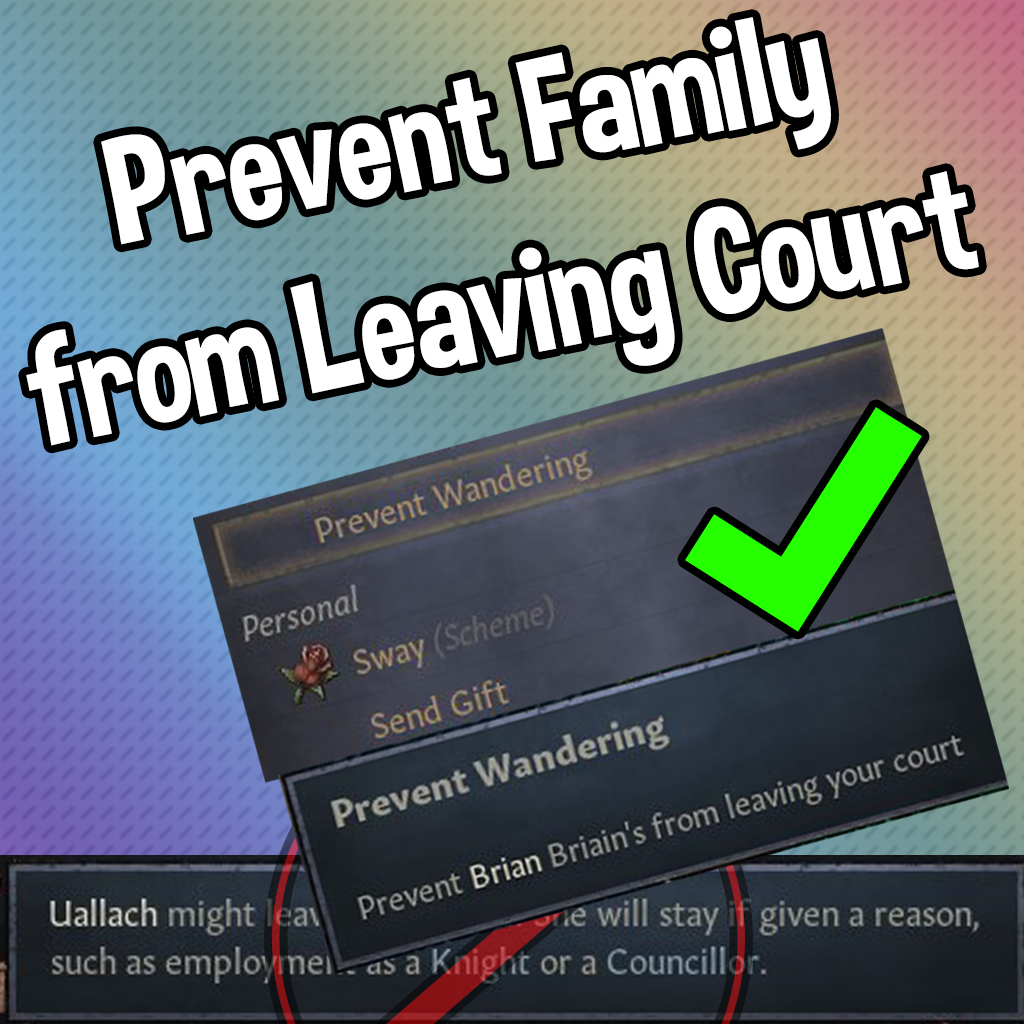 Prevent Family
from Leaving Court
Prevent Wandering
Personal
Sway (Scheme)
Send Gift
Prevent Wandering
Prevent Brian Briain's from leaving your court
Uallach might She will stay if given a reason,
such as employment as a Knight or a Councillor.